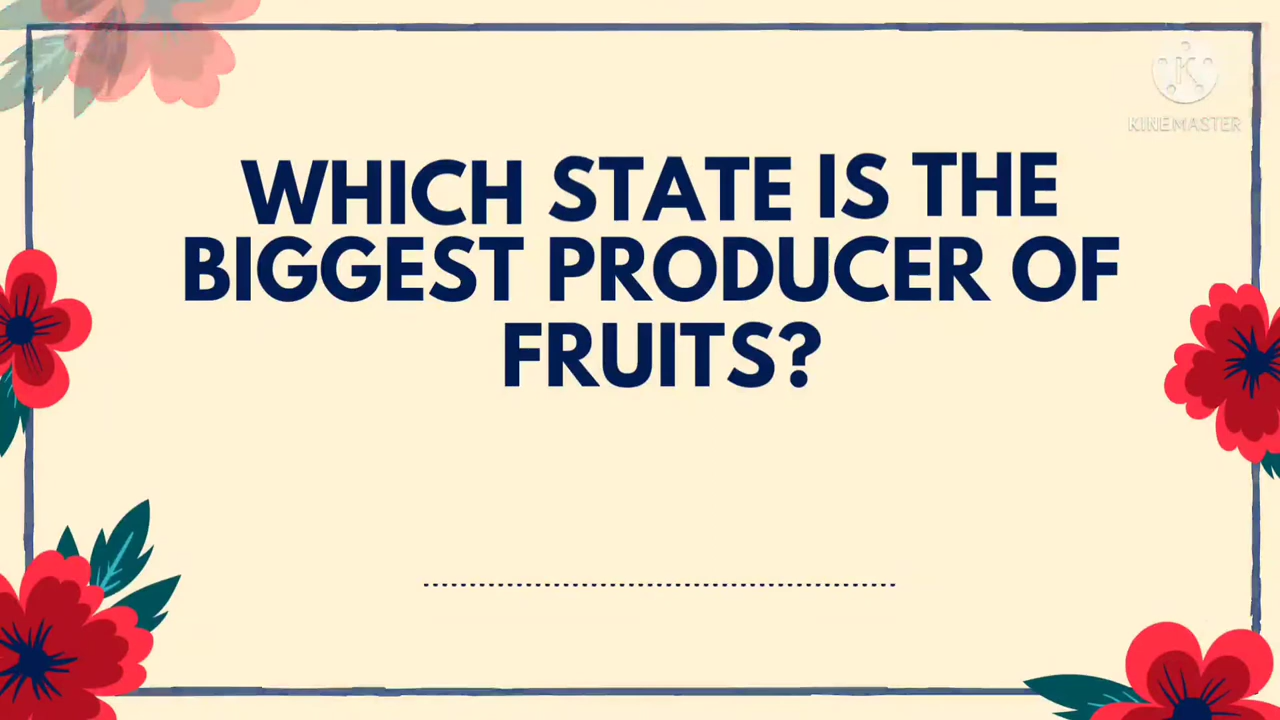 KINEMASTER
WHICH STATE IS THE
BIGGEST PRODUCER OF
FRUITS?